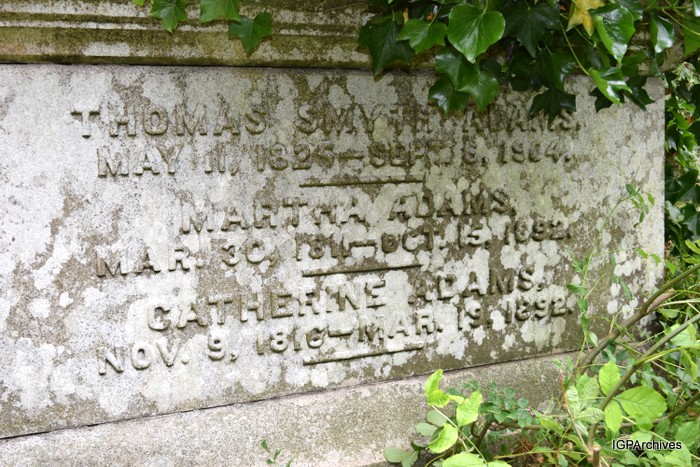 THOMAS SMYTH ADAMS.
MAY 11, SEPT. 8, 1904.
MARTHA ADAMS.
MAR. 30, 1811—OCT. 15, 1892.
CATHERINE ADAMS.
NOV. 9, 1816—MAR. 19, 1892.
IGPArchives